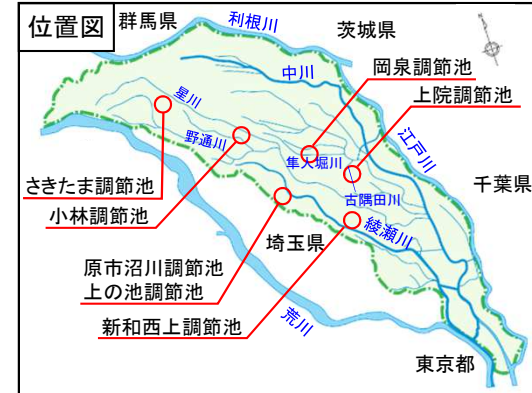 位置図
群馬県
利根川
茨城県
中川
岡泉調節池
上院調節池
星川
野通川
隼人堀川
江戸川
千葉県
さきたま調節池
古隅田川
小林調節池
綾瀬川
埼玉県
原市沼川調節池
上の池調節池
新和西上調節池
荒川
東京都